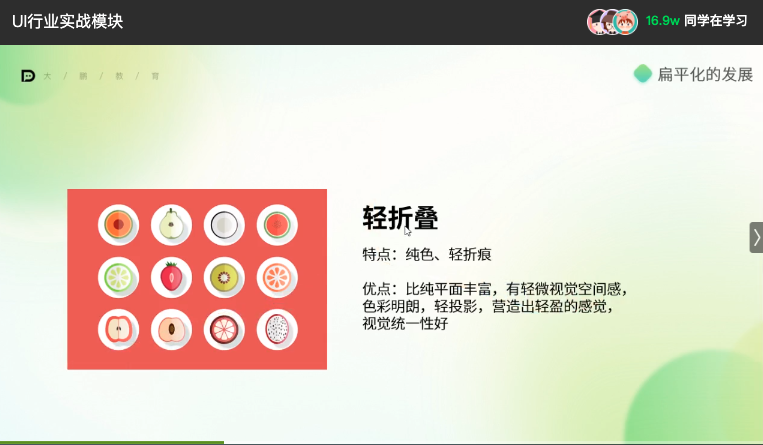 UI行业实战模块
16.9w 同学在学习
大 / 鹏 / 教 / 育
扁平化的发展
轻折叠
特点：纯色、轻折痕
优点：比纯平面丰富，有轻微视觉空间感，
色彩明朗，轻投影，营造出轻盈的感觉，
视觉统一性好